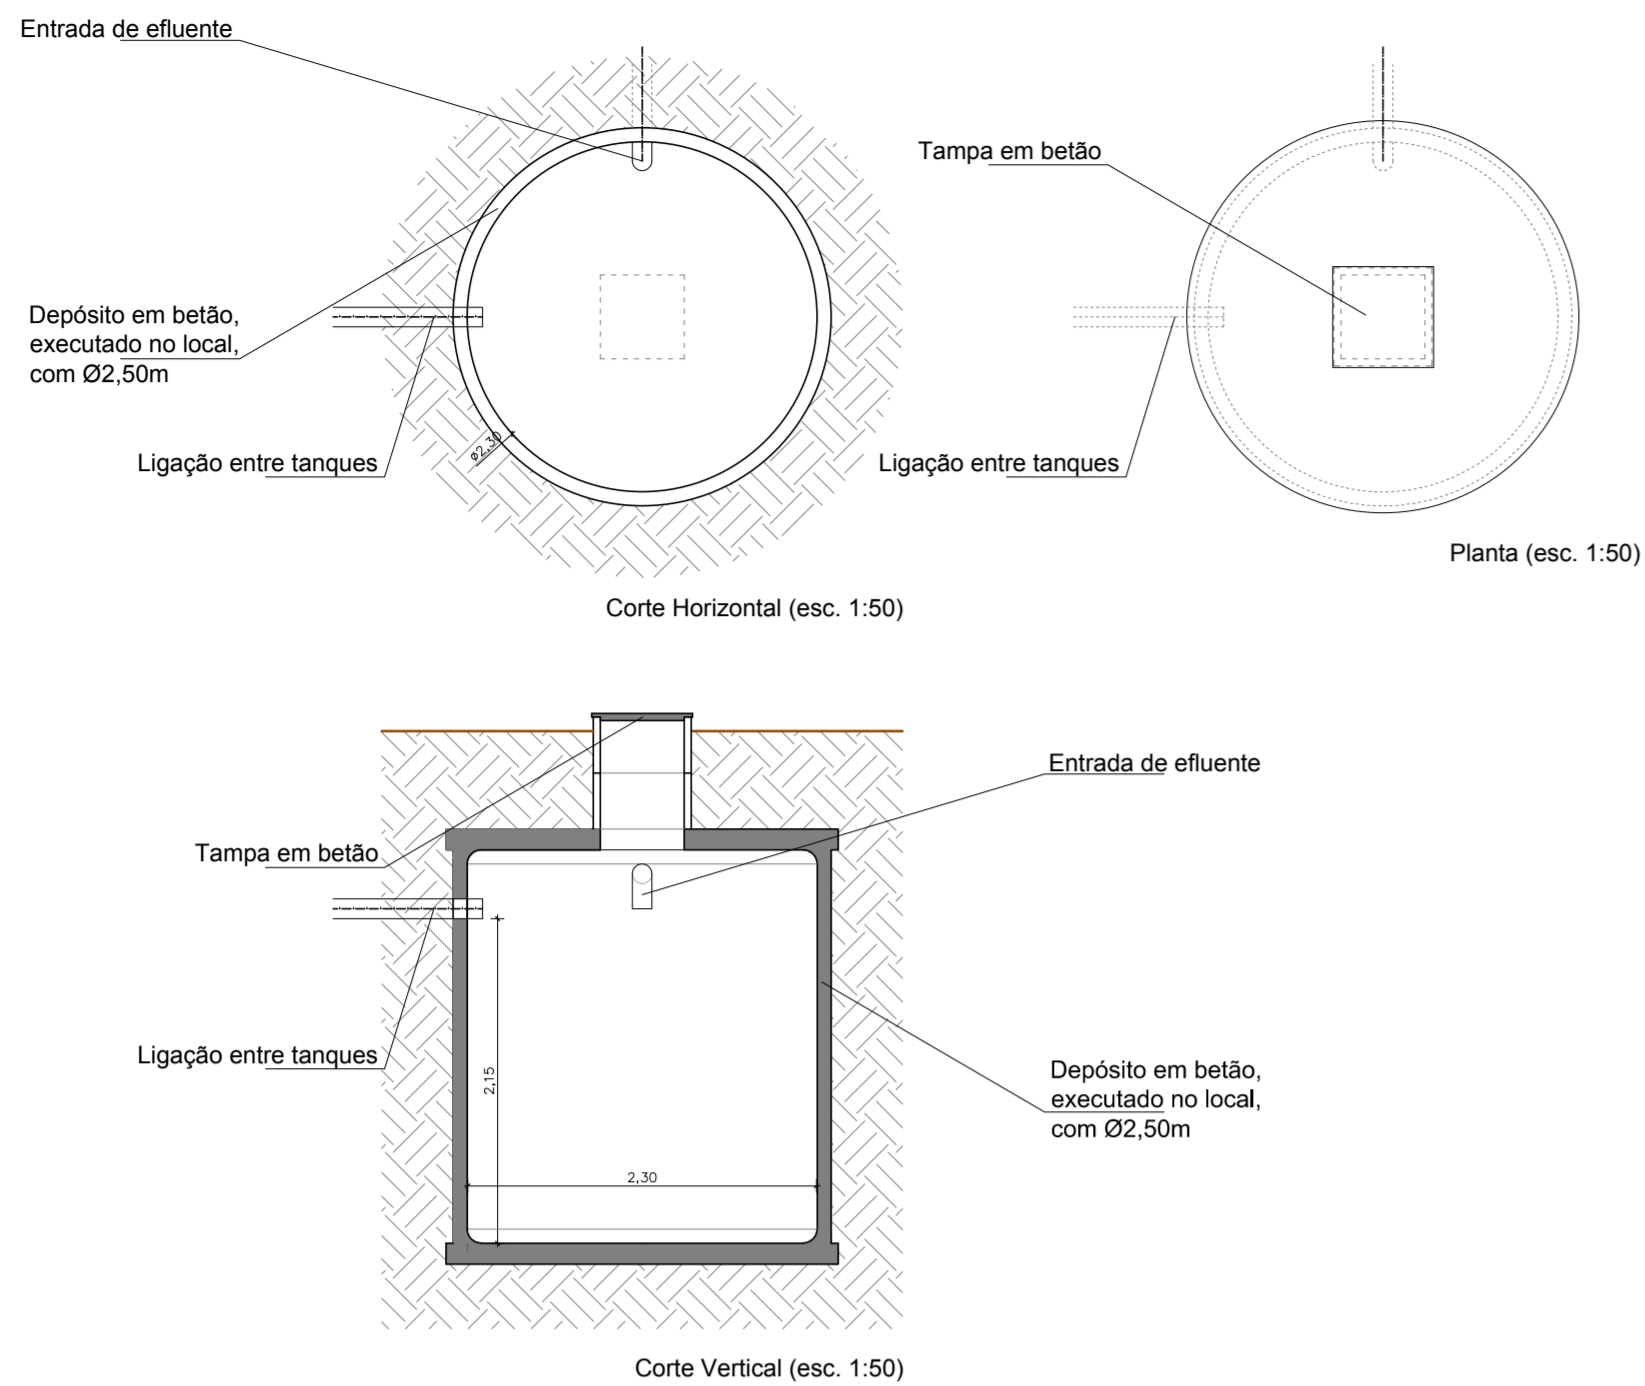 Entrada de efluente
Tampa em betão
Depósito em betão,
executado no local,
com Ø2,50m
Ligação entre tanques
ø2,30
Ligação entre tanques
Planta (esc. 1:50)
Corte Horizontal (esc. 1:50)
Entrada de efluente
Tampa em betão
Ligação entre tanques
2,15
Depósito em betão,
executado no local,
com Ø2,50m
2,30
Corte Vertical (esc. 1:50)